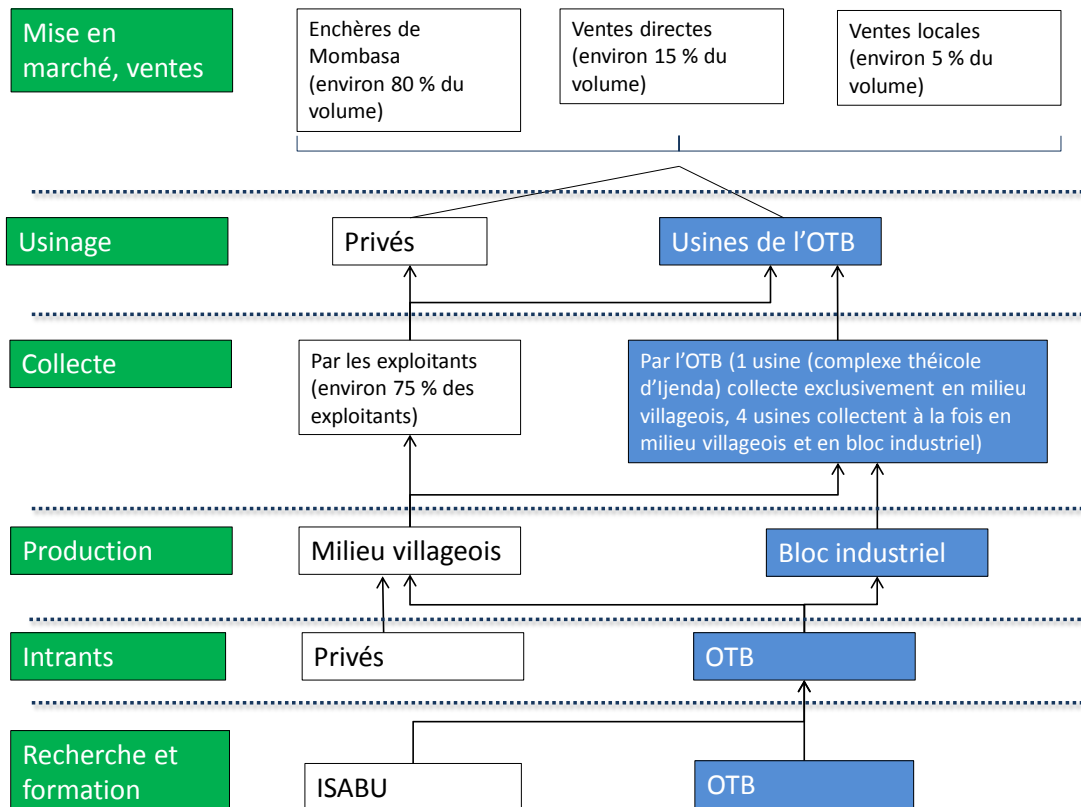 Mise en
marché, ventes
Enchères de
Mombasa
(environ 80 % du
volume)
Ventes directes
(environ 15 % du
volume)
Ventes locales
(environ 5 % du
volume)
Usinage
Privés
Usines de l’OTB
Collecte
Par les exploitants
(environ 75 % des
exploitants)
Par l’OTB (1 usine (complexe théicole
d’Ijenda) collecte exclusivement en milieu
villageois, 4 usines collectent à la fois en
milieu villageois et en bloc industriel)
Production
Milieu villageois
Bloc industriel
Intrants
Privés
OTB
Recherche et
formation
ISABU
OTB